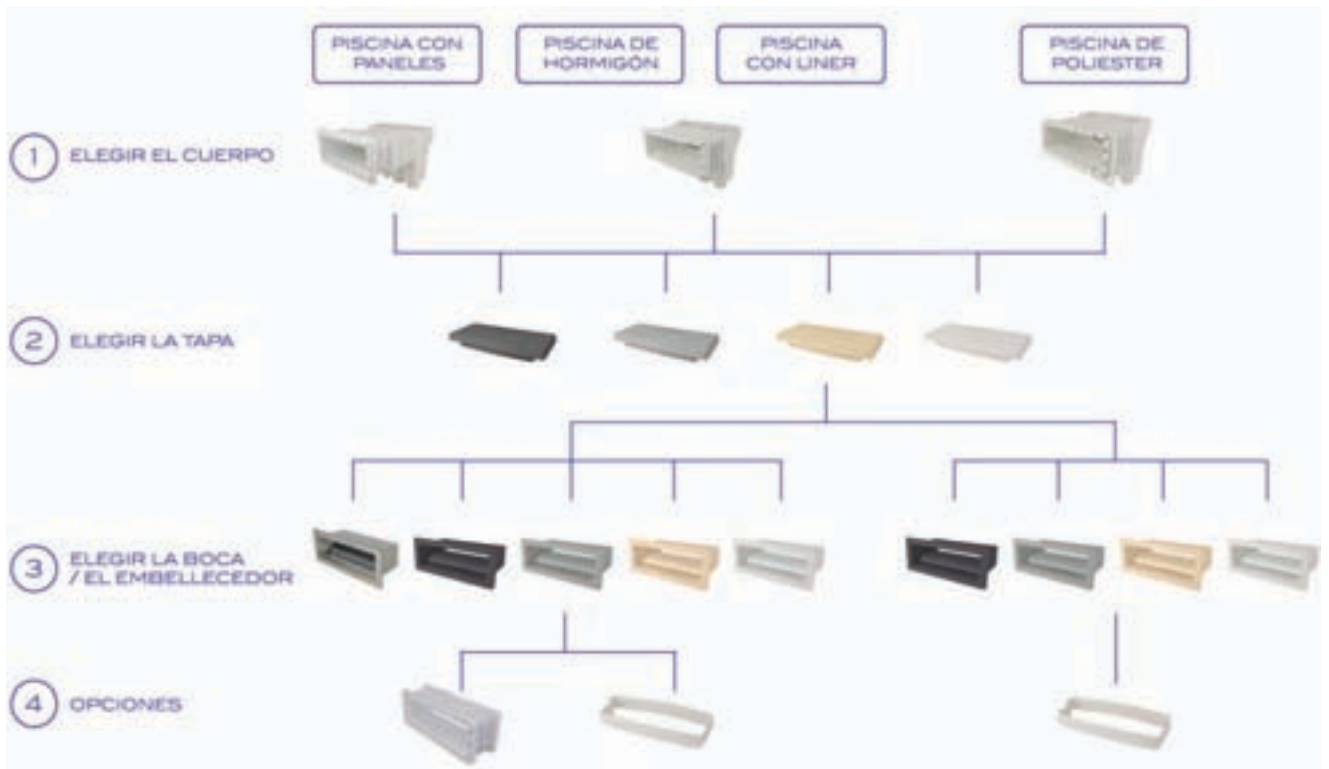 PISCINA CON
PANELES
PISCINA DE
HORMIGÓN
PISCINA
CON LINER
PISCINA DE
POLIESTER
1 ELEGIR EL CUERPO
2 ELEGIR LA TAPA
3 ELEGIR LA BOCA
/ EL EMBELLECEDOR
4 OPCIONES